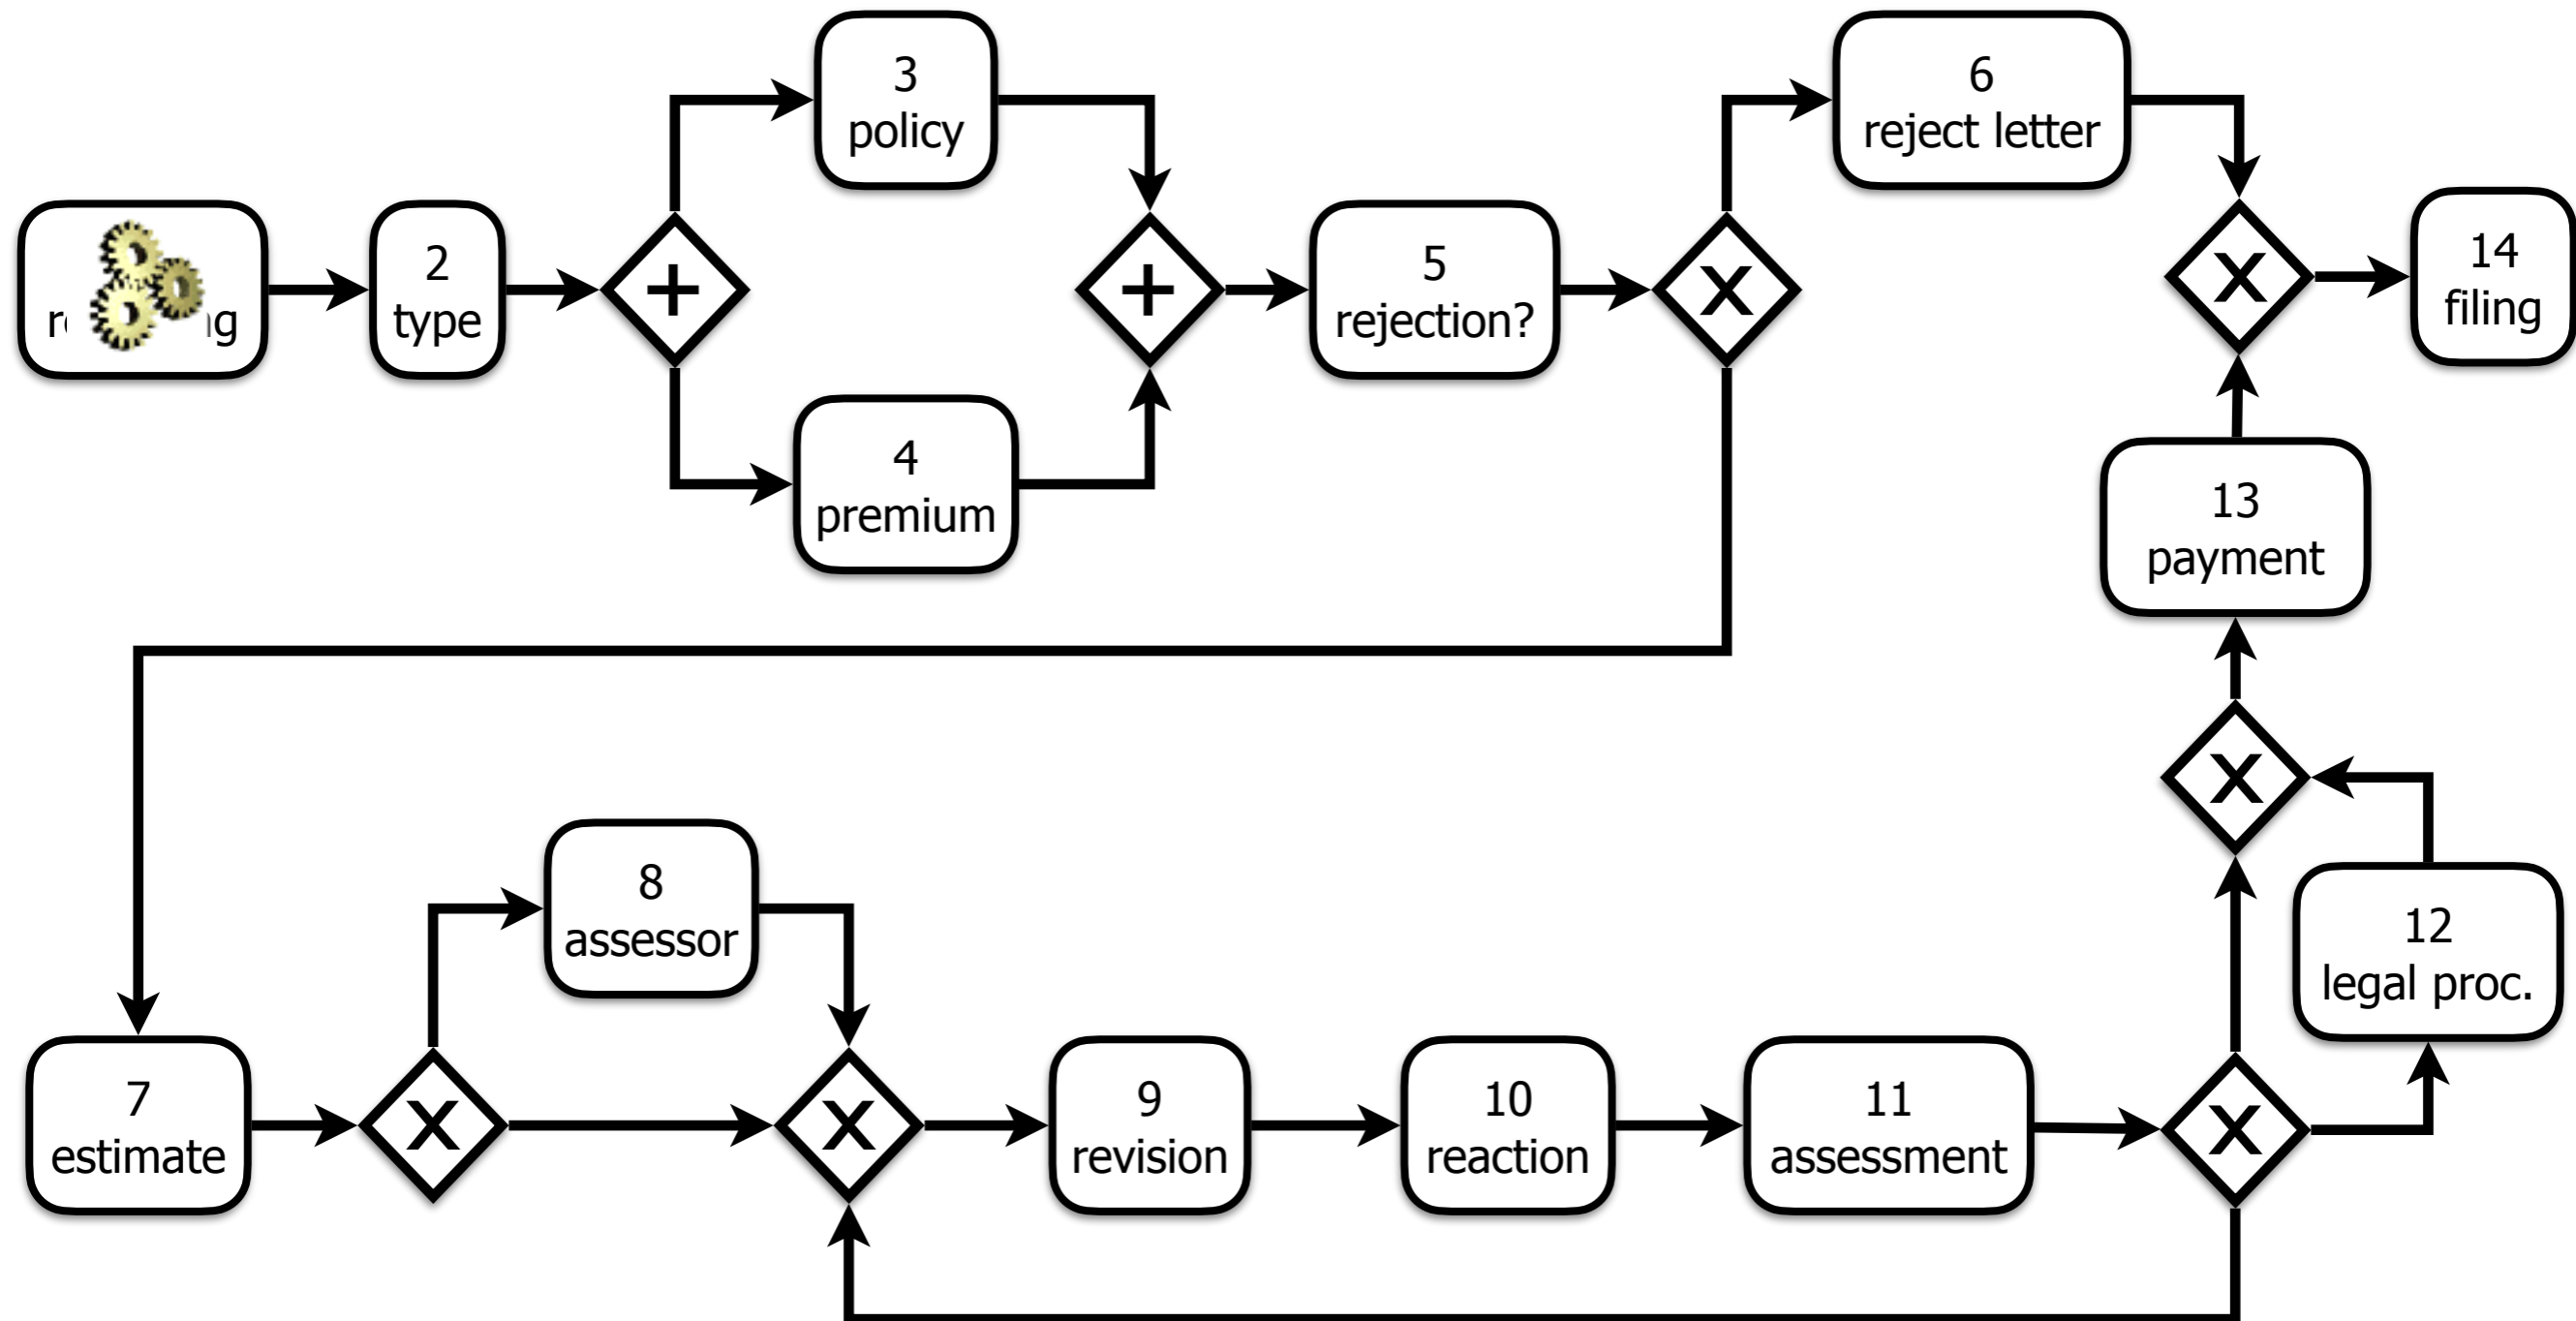 3
policy
6
reject letter
2
type
+
+
5
rejection?
X
X
14
filing
4
premium
13
payment
X
8
assessor
12
legal proc.
7
estimate
X
X
9
revision
10
reaction
11
assessment
X